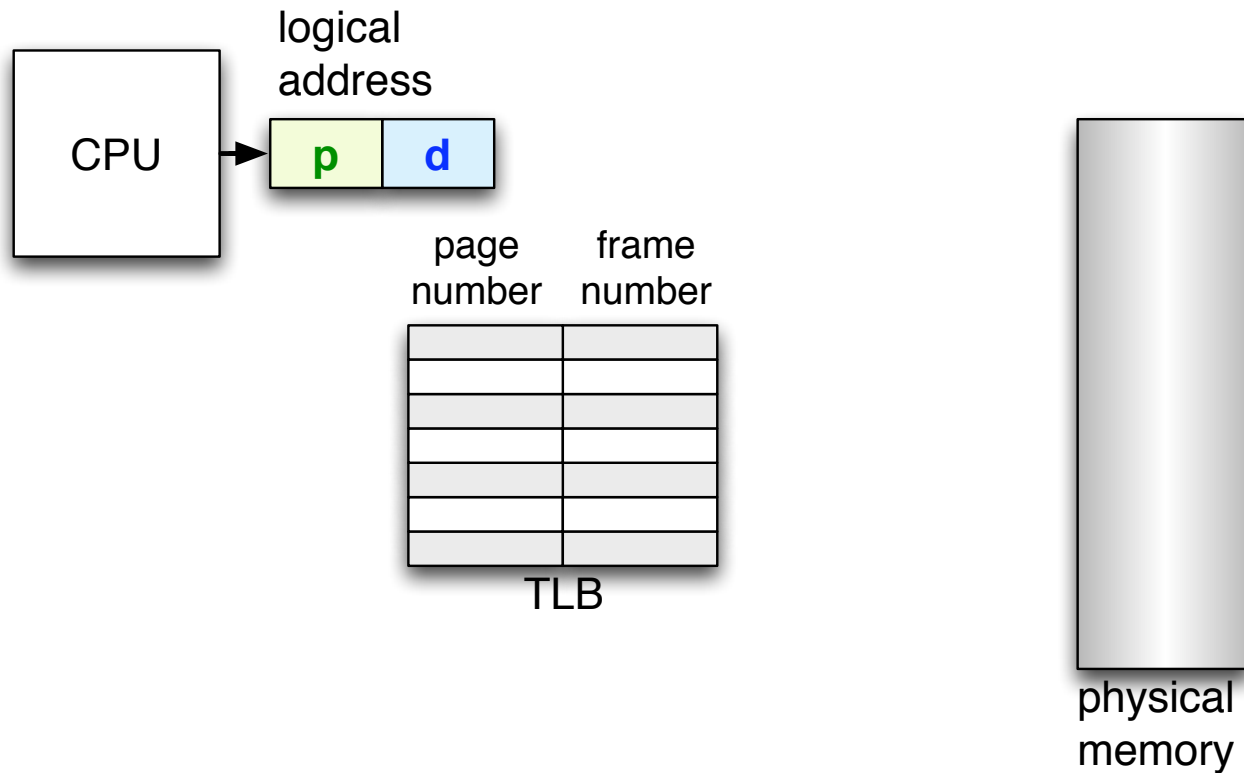 logical
address
CPU
p d
page frame
number number
TLB
physical
memory